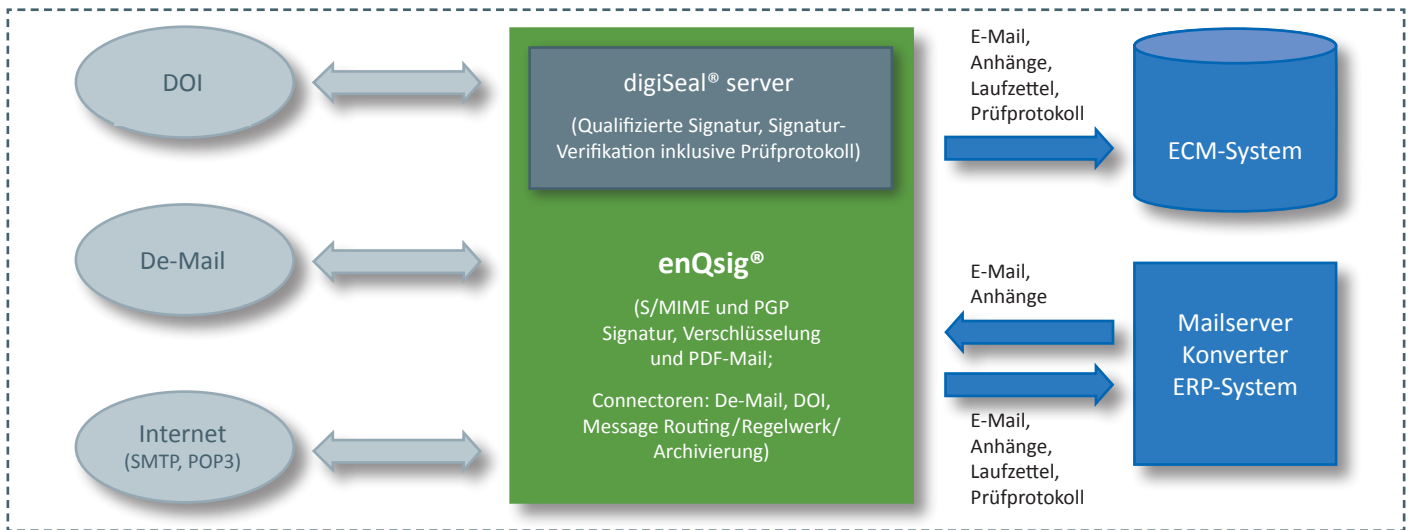 DOI
De-Mail
Internet
(SMTP, POP3)
digiSeal® server
(Qualifizierte Signatur, Signatur-
Verifikation inklusive Prüfprotokoll)
enQsig®
(S/MIME und PGP
Signatur, Verschlüsselung
und PDF-Mail;
Connectoren: De-Mail, DOI,
Message Routing/Regelwerk/
Archivierung)
E-Mail,
Anhänge,
Laufzettel,
Prüfprotokoll
ECM-System
E-Mail,
Anhänge
Mailserver
Konverter
ERP-System
E-Mail,
Anhänge,
Laufzettel,
Prüfprotokoll